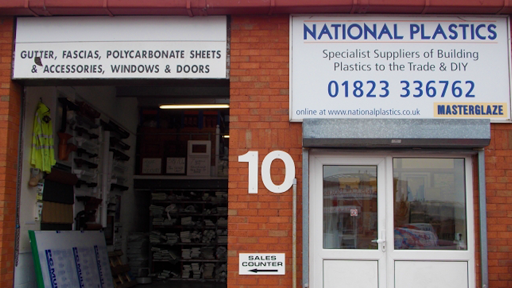 GUTTER, FASCIAS, POLYCARBONATE SHEETS
& ACCESSORIES, WINDOWS & DOORS
NATIONAL PLASTICS
Specialist Suppliers of Building
Plastics to the Trade & DIY
01823 336762
online at www.nationalplastics.co.uk
MASTERGLAZE
10
SALES
COUNTER